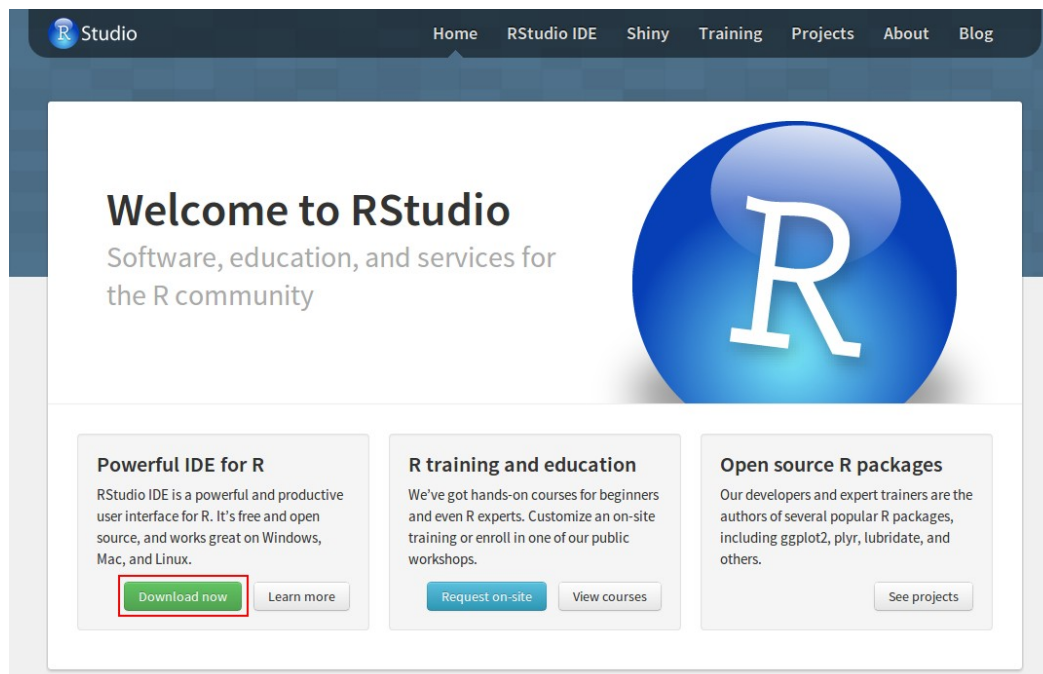 R Studio
Home RStudio IDE Shiny Training Projects About Blog
Welcome to RStudio
Software, education, and services for
the R community
R
Powerful IDE for R
RStudio IDE is a powerful and productive
user interface for R. It's free and open
source, and works great on Windows,
Mac, and Linux.
Download now
Learn more
R training and education
We've got hands-on courses for beginners
and even R experts. Customize an on-site
training or enroll in one of our public
workshops.
Request on-site
View courses
Open source R packages
Our developers and expert trainers are the
authors of several popular R packages,
including ggplot2, plyr, lubridate, and
others.
See projects